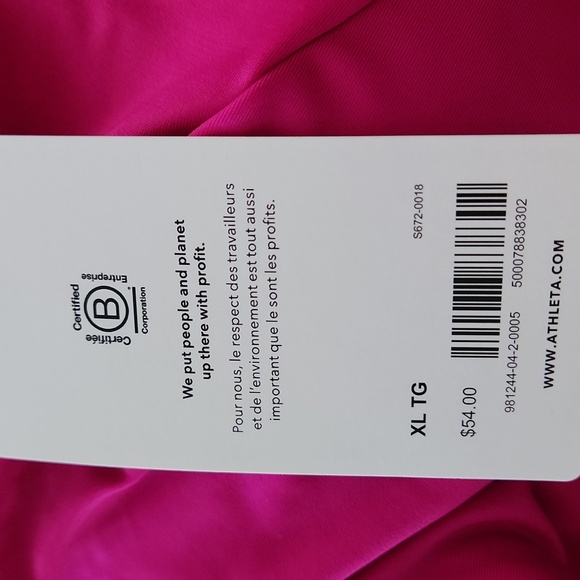 Certified
B
Certifiée
Entreprise
Corporation
We put people and planet
up there with profit.
Pour nous, le respect des travailleurs
et de l'environnement est tout aussi
important que le sont les profits.
S672-0018
XL TG
$54.00
981244-04-2-0005 500078838302
WWW.ATHLETA.COM